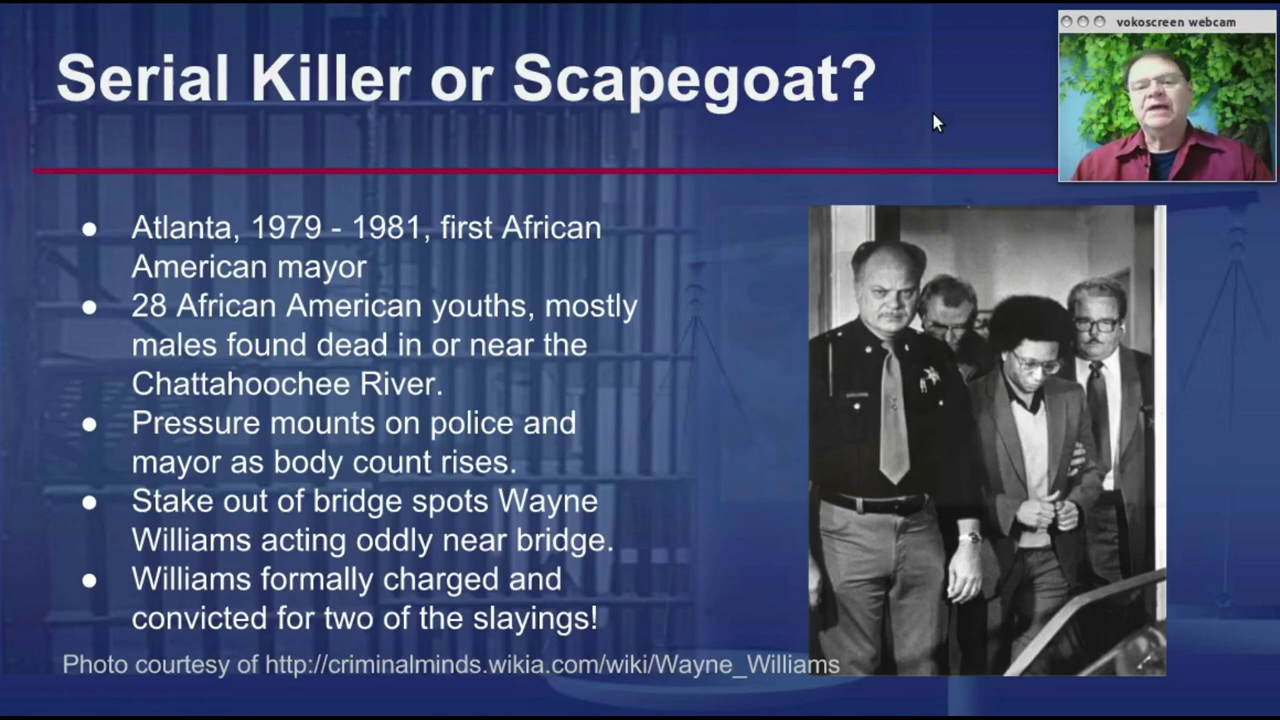 vokoscreen webcam
Serial Killer or Scapegoat?
● Atlanta, 1979 - 1981, first African
American mayor
● 28 African American youths, mostly
males found dead in or near the
Chattahoochee River.
● Pressure mounts on police and
mayor as body count rises.
● Stake out of bridge spots Wayne
Williams acting oddly near bridge.
● Williams formally charged and
convicted for two of the slayings!
Photo courtesy of http://criminalminds.wikia.com/wiki/Wayne_Williams